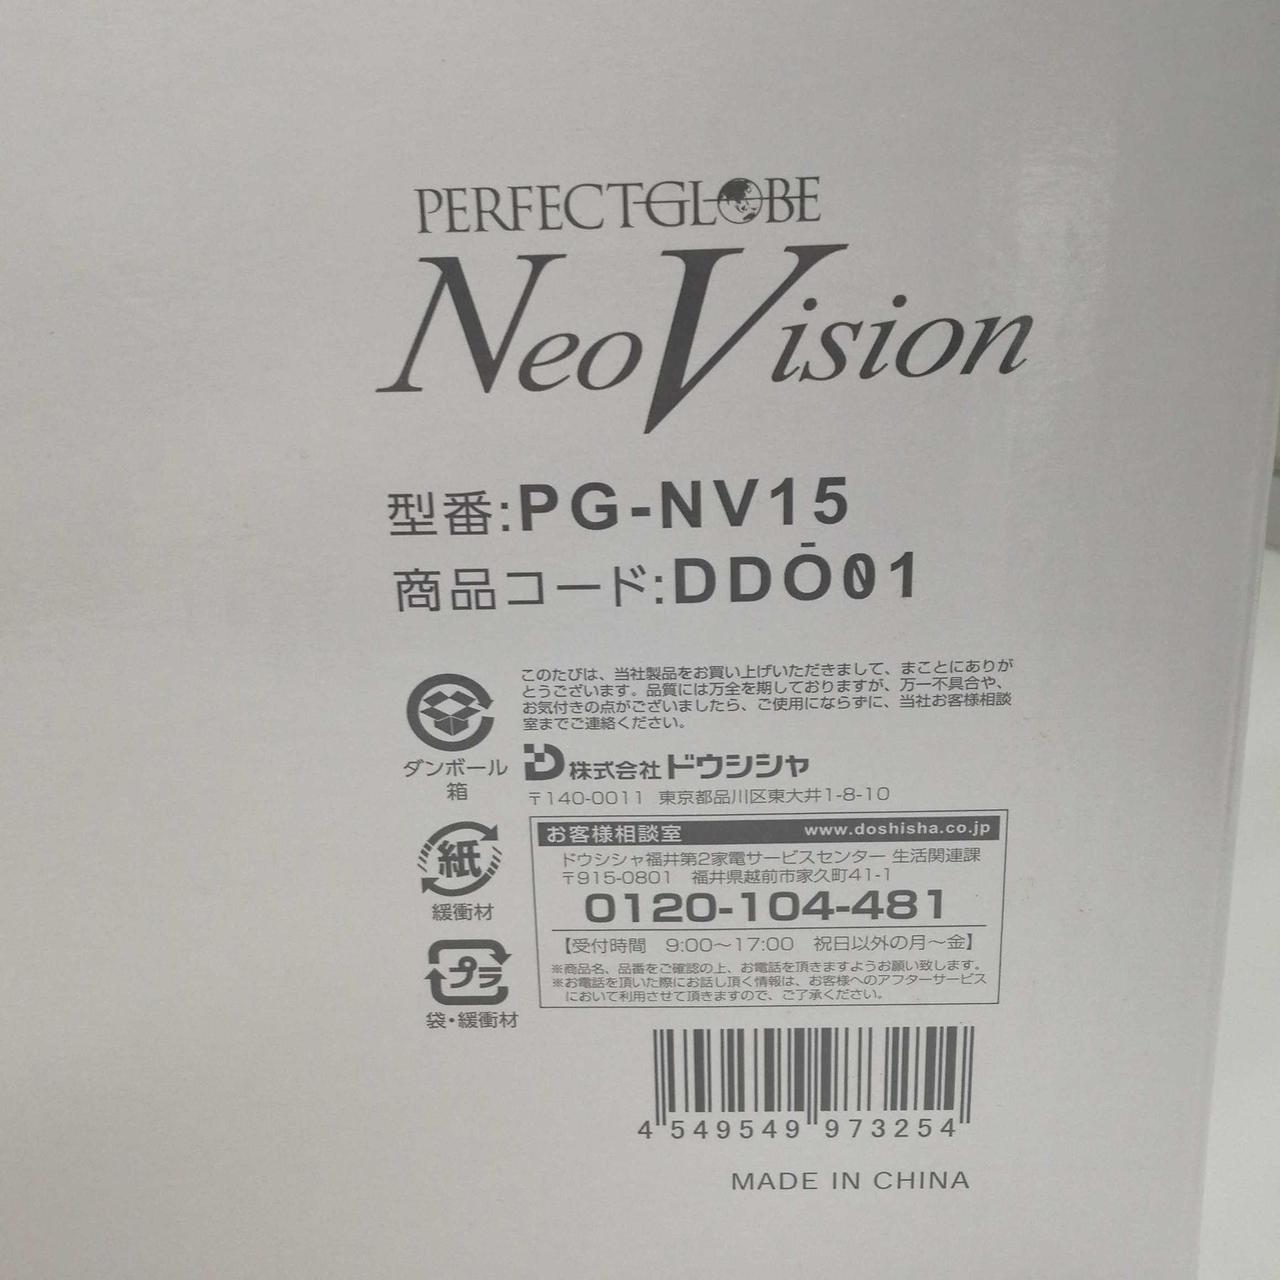 PERFECTGLOBE
NeoVision
型番:PG-NV15
商品コード:DDŌ01
このたびは、当社製品をお買い上げいただきまして、まことにありが
とうございます。品質には万全を期しておりますが、万一不具合や、
お気付きの点がございましたら、ご使用にならずに、当社お客様相談
室までご連絡ください。
ダンボール
箱
株式会社ドウシシャ
〒140-0011 東京都品川区東大井1-8-10
お客様相談室 www.doshisha.co.jp
ドウシシャ福井第2家電サービスセンター 生活関連課
〒915-0801 福井県越前市家久町41-1
0120-104-481
【受付時間 9:00〜17:00 祝日以外の月〜金】
※商品名、品番をご確認の上、お電話を頂きますようお願い致します。
※お電話を頂いた際にお話し頂く情報は、お客様へのアフターサービス
において利用させて頂きますので、ご了承ください。
紙
緩衝材
プラ
袋・緩衝材
4 549549 973254
MADE IN CHINA